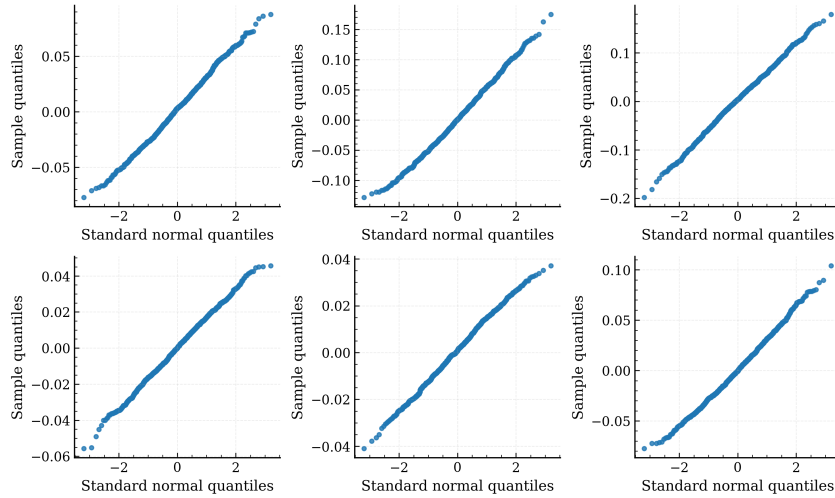 0.05
0.00
−0.05
Sample quantiles
−2 0 2
Standard normal quantiles
0.15
0.10
0.05
0.00
−0.05
−0.10
Sample quantiles
−2 0 2
Standard normal quantiles
0.1
0.0
−0.1
−0.2
Sample quantiles
−2 0 2
Standard normal quantiles
0.04
0.02
0.00
−0.02
−0.04
−0.06
Sample quantiles
−2 0 2
Standard normal quantiles
0.04
0.02
0.00
−0.02
−0.04
Sample quantiles
−2 0 2
Standard normal quantiles
0.10
0.05
0.00
−0.05
Sample quantiles
−2 0 2
Standard normal quantiles